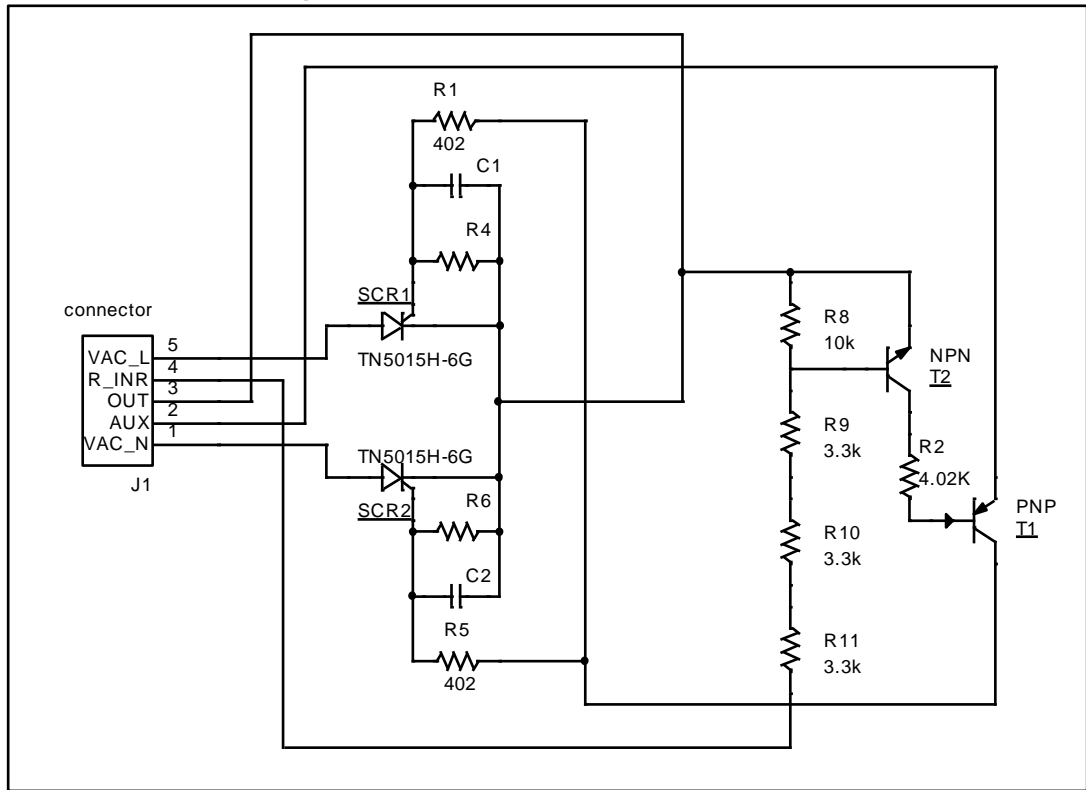 R1
402
C1
R4
SCR1
TN5015H-6G
connector
VAC_L 5
R_INR 4
OUT 3
AUX 2
VAC_N 1
J1
TN5015H-6G
SCR2
R6
C2
R5
402
R8
10k
NPN
T2
R9
3.3k
R2
4.02K
PNP
T1
R10
3.3k
R11
3.3k